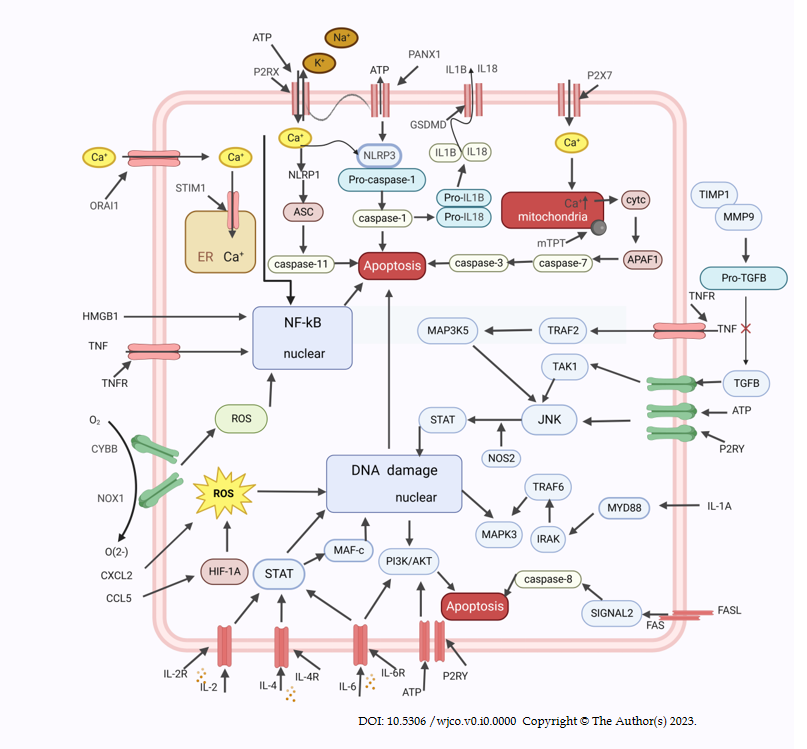 ATP
Na⁺
K⁺
P2RX
ATP
PANX1
IL1B
IL18
P2X7
GSDMD
Ca⁺
Ca⁺
Ca⁺
Ca⁺
NLRP3
IL1B
IL18
NLRP1
Pro-caspase-1
STIM1
ORAI1
Pro-IL1B
Pro-IL18
Ca⁺
mitochondria
cytc
TIMP1
MMP9
ASC
caspase-1
mTPT
ER
Ca⁺
caspase-11
Apoptosis
caspase-3
caspase-7
APAF1
Pro-TGFB
TNFR
HMGB1
NF-kB
nuclear
MAP3K5
TRAF2
TNF
TNF
TNFR
TAK1
TGFB
O₂
ROS
STAT
JNK
ATP
CYBB
P2RY
NOS2
DNA damage
nuclear
NOX1
ROS
TRAF6
MYD88
IL-1A
MAPK3
IRAK
O(2-)
MAF-c
PI3K/AKT
CXCL2
HIF-1A
STAT
caspase-8
CCL5
Apoptosis
SIGNAL2
FASL
FAS
IL-2R
IL-2
IL-4
IL-4R
IL-6
IL-6R
ATP
P2RY
DOI: 10.5306 /wjco.v0.i0.0000 Copyright © The Author(s) 2023.